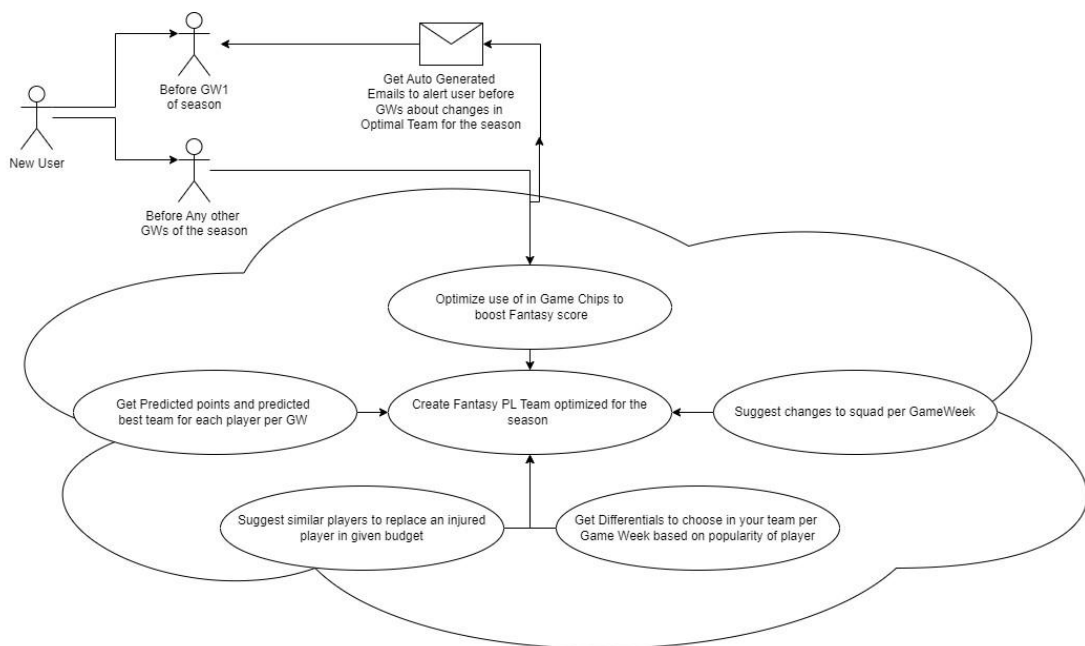 Before GW1
of season
Get Auto Generated
Emails to alert user before
GWs about changes in
Optimal Team for the season
New User
Before Any other
GWs of the season
Optimize use of in Game Chips to
boost Fantasy score
Get Predicted points and predicted
best team for each player per GW
Create Fantasy PL Team optimized for the
season
Suggest changes to squad per GameWeek
Suggest similar players to replace an injured
player in given budget
Get Differentials to choose in your team per
Game Week based on popularity of player